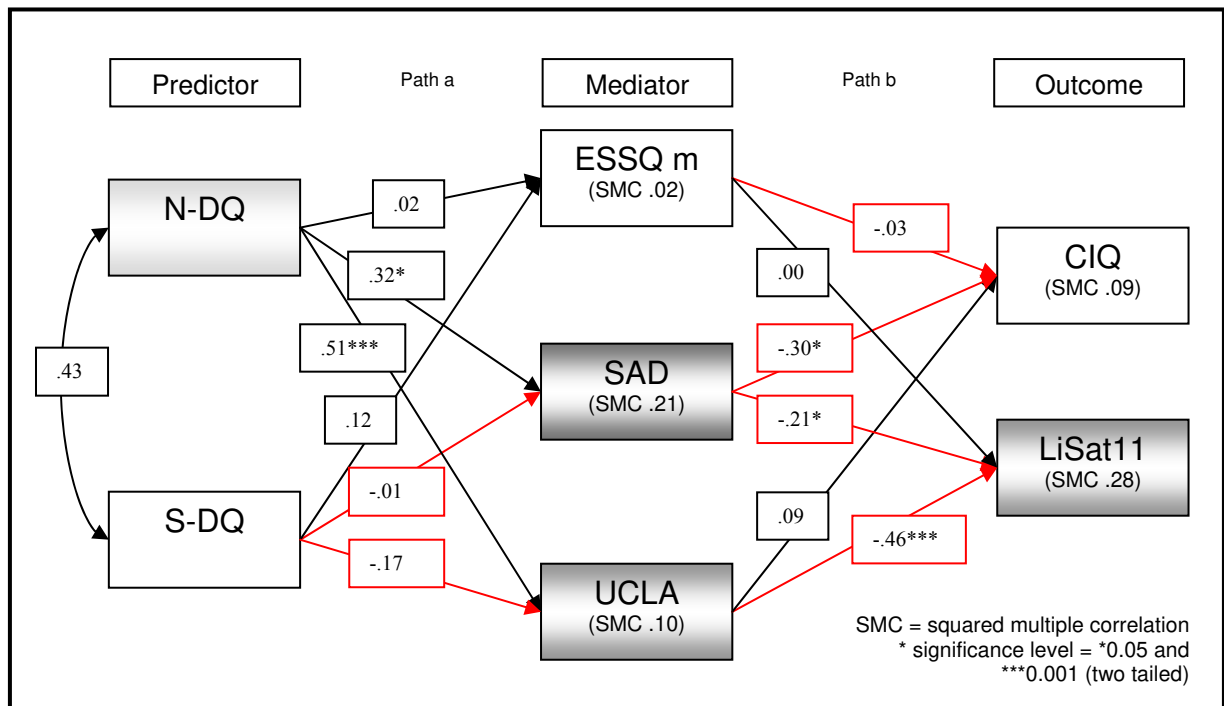 Predictor
Path a
Mediator
Path b
Outcome
ESSQ m
(SMC .02)
N-DQ
.02
-.03
CIQ
(SMC .09)
.32*
.00
.51***
.43
SAD
(SMC .21)
-.30*
-.21*
.12
LiSat11
(SMC .28)
-.01
S-DQ
.09
-.17
-.46***
UCLA
(SMC .10)
SMC = squared multiple correlation
* significance level = *0.05 and
***0.001 (two tailed)